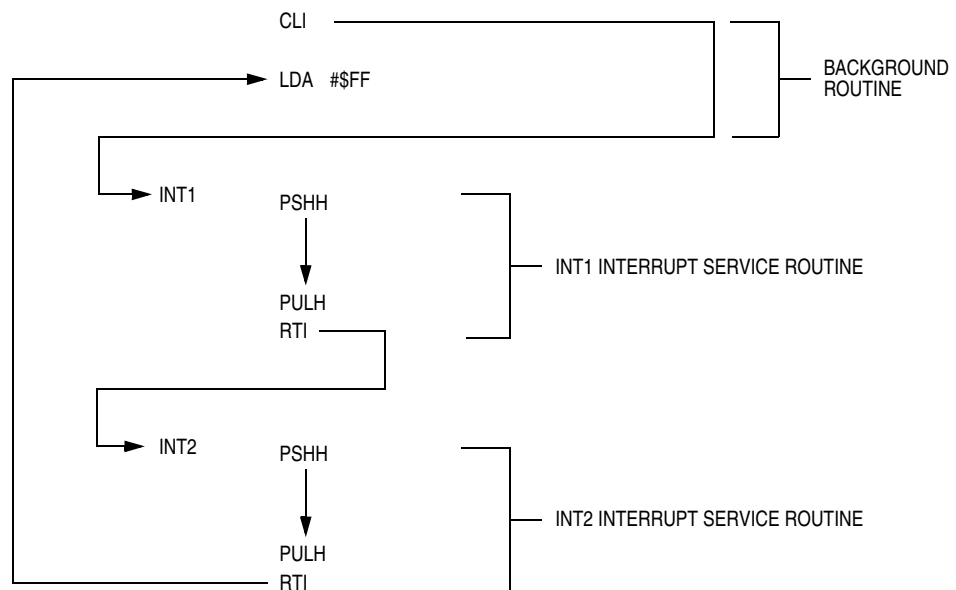 CLI
LDA #$FF
BACKGROUND
ROUTINE
INT1
PSHH
INT1 INTERRUPT SERVICE ROUTINE
PULH
RTI
INT2
PSHH
INT2 INTERRUPT SERVICE ROUTINE
PULH
RTI